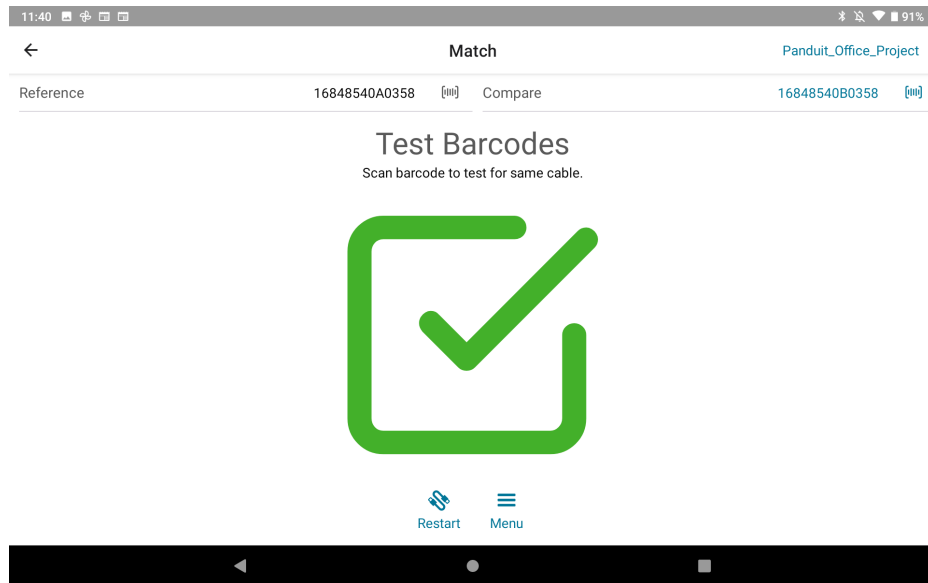 11:40
91%
Match
Panduit_Office_Project
Reference
16848540A0358
Compare
16848540B0358
Test Barcodes
Scan barcode to test for same cable.
Restart
Menu